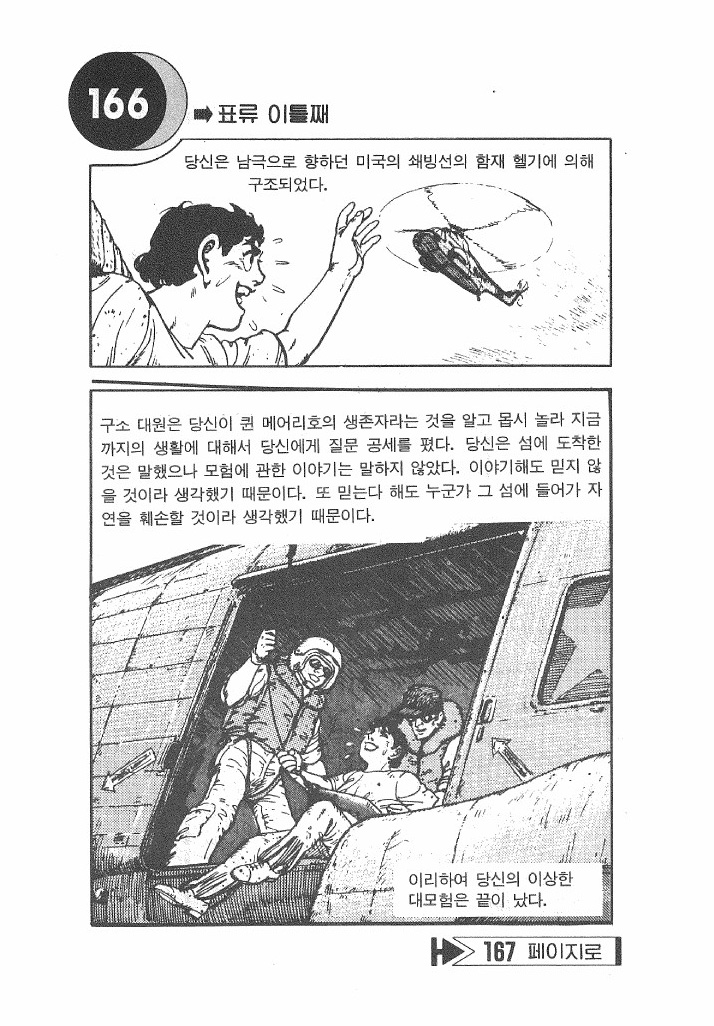 166
➡ 표류 이틀째
당신은 남극으로 향하던 미국의 쇄빙선의 함재 헬기에 의해
구조되었다.
구소 대원은 당신이 퀸 메어리호의 생존자라는 것을 알고 몹시 놀라 지금
까지의 생활에 대해서 당신에게 질문 공세를 폈다. 당신은 섬에 도착한
것은 말했으나 모험에 관한 이야기는 말하지 않았다. 이야기해도 믿지 않
을 것이라 생각했기 때문이다. 또 믿는다 해도 누군가 그 섬에 들어가 자
연을 훼손할 것이라 생각했기 때문이다.
이리하여 당신의 이상한
대모험은 끝이 났다.
167 페이지로